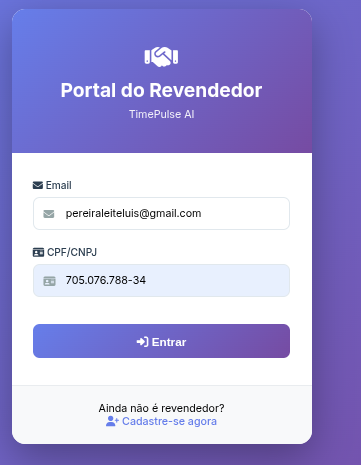 Portal do Revendedor
TimePulse AI
Email
pereiraleiteluis@gmail.com
CPF/CNPJ
705.076.788-34
Entrar
Ainda não é revendedor?
Cadastre-se agora